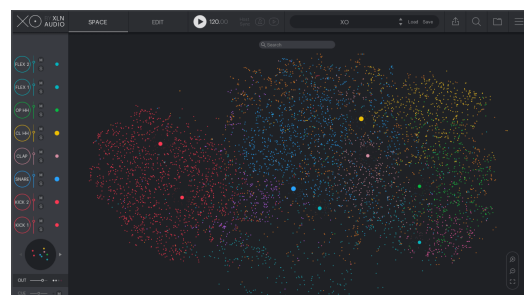 XO XLN AUDIO
SPACE
EDIT
120.00
XO
Load Save
Search
FLEX 2
FLEX 1
OP HH
CL HH
CLAP
SNARE
KICK 2
KICK 1
M
S
OUT